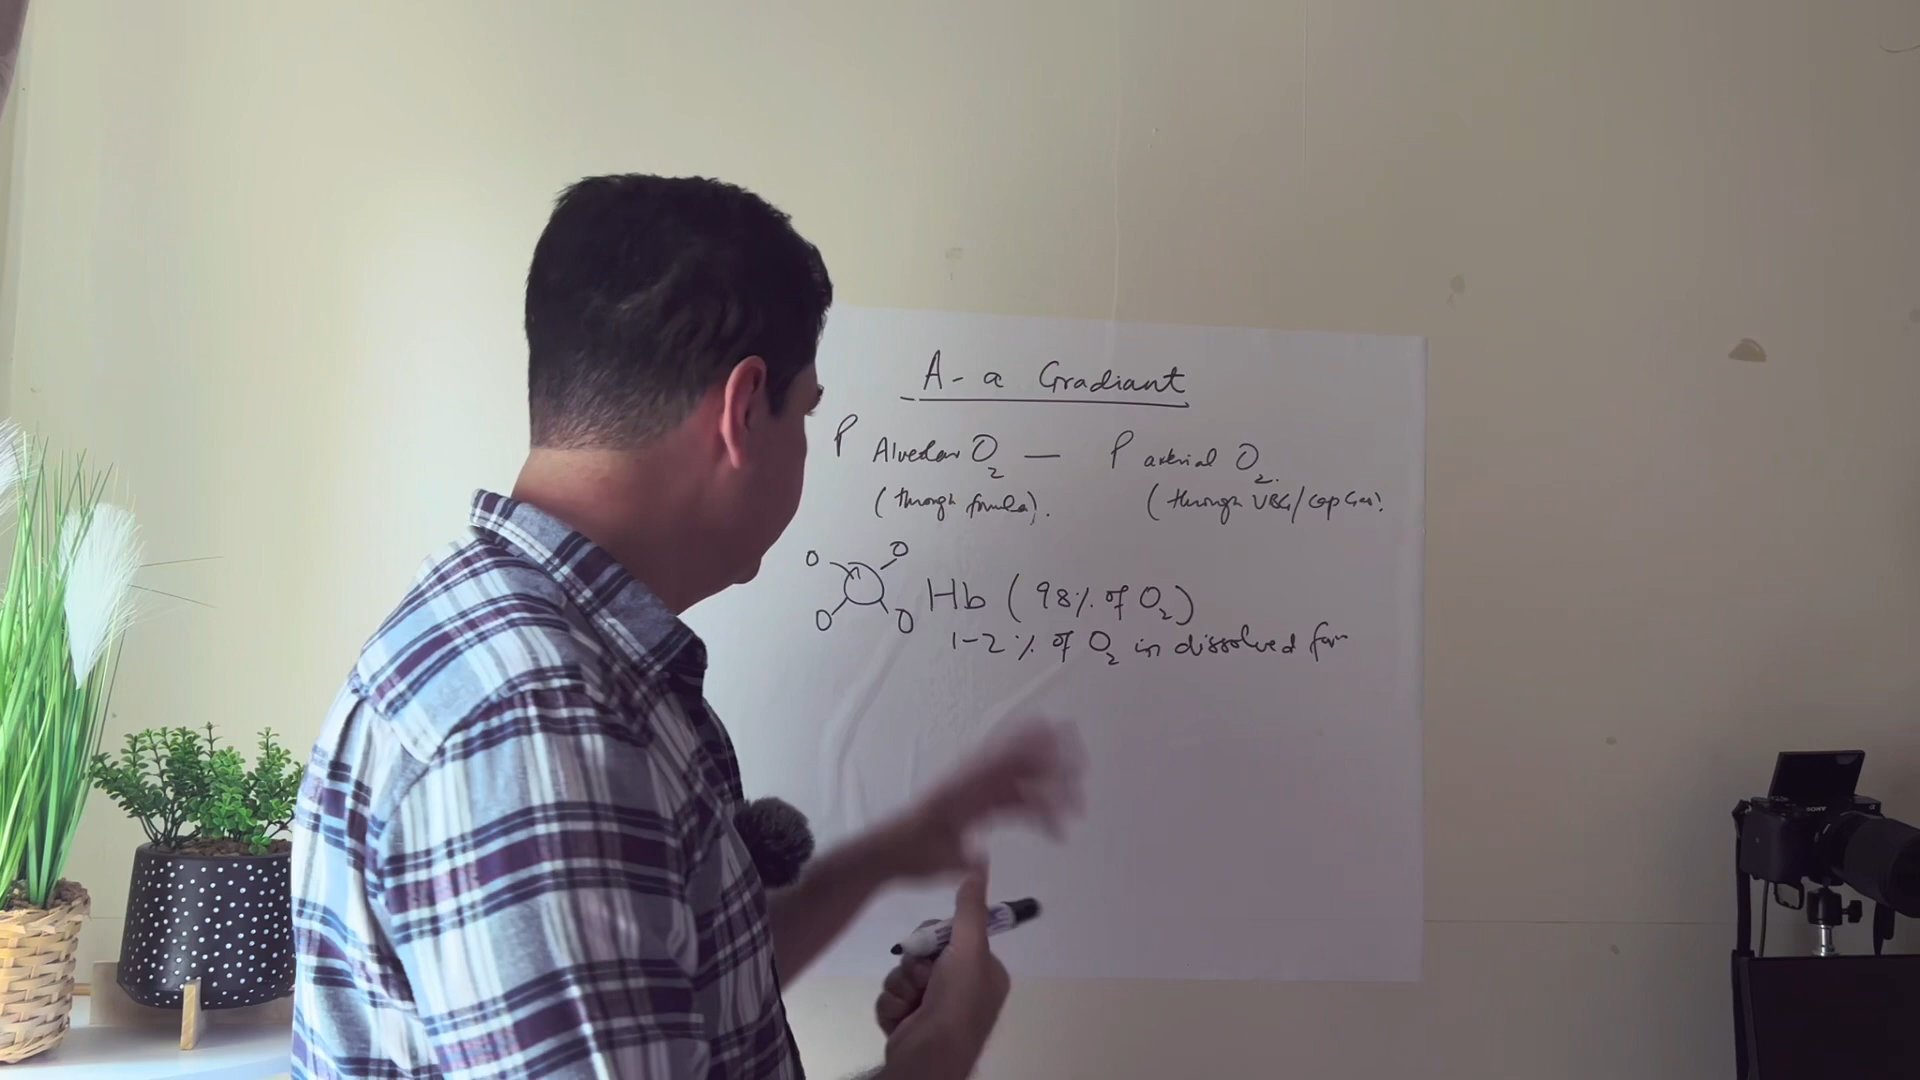 A - a Gradiant
P Alveolar O2 — P arterial O2.
(through formula). (through VBG/Cap Gas).
O O O O Hb (98% of O2)
1-2 % of O2 in dissolved form
SONY